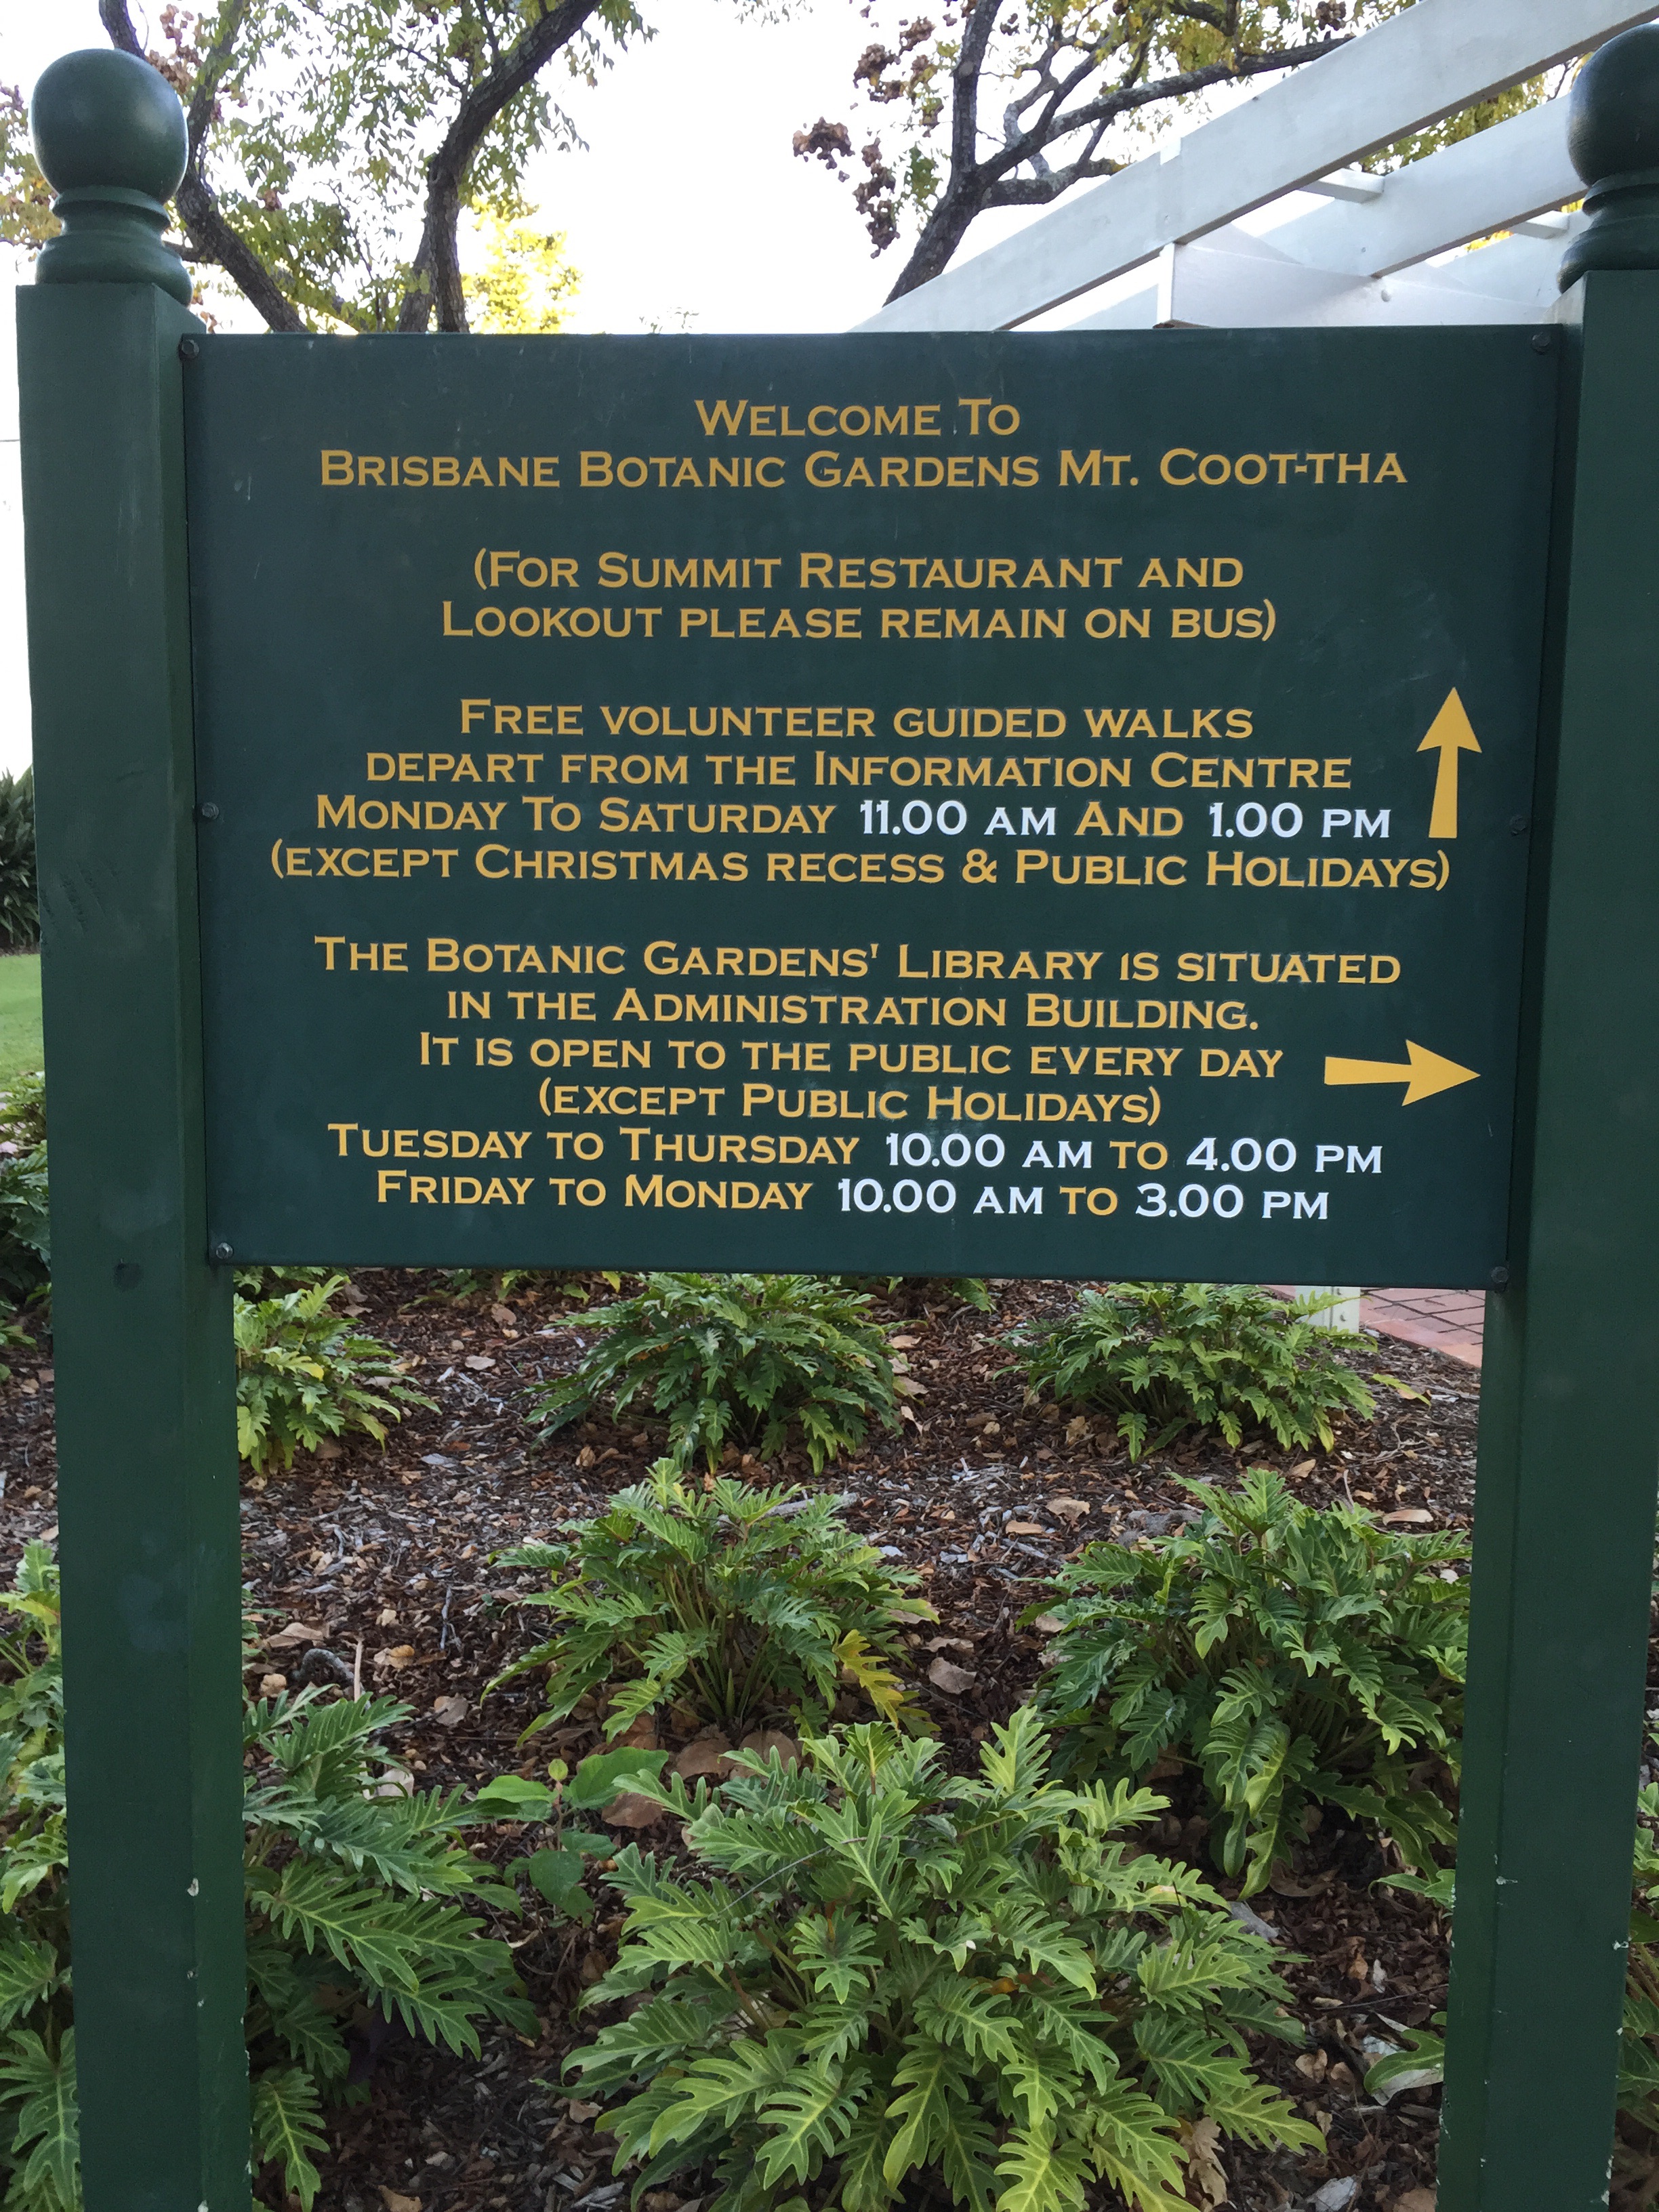 Welcome To
Brisbane Botanic Gardens Mt. Coot-tha
(For Summit Restaurant and
Lookout please remain on bus)
Free volunteer guided walks
depart from the Information Centre
Monday To Saturday 11.00 am And 1.00 pm
(except Christmas recess & Public Holidays)
The Botanic Gardens' Library is situated
in the Administration Building.
It is open to the public every day
(except Public Holidays)
Tuesday to Thursday 10.00 am to 4.00 pm
Friday to Monday 10.00 am to 3.00 pm